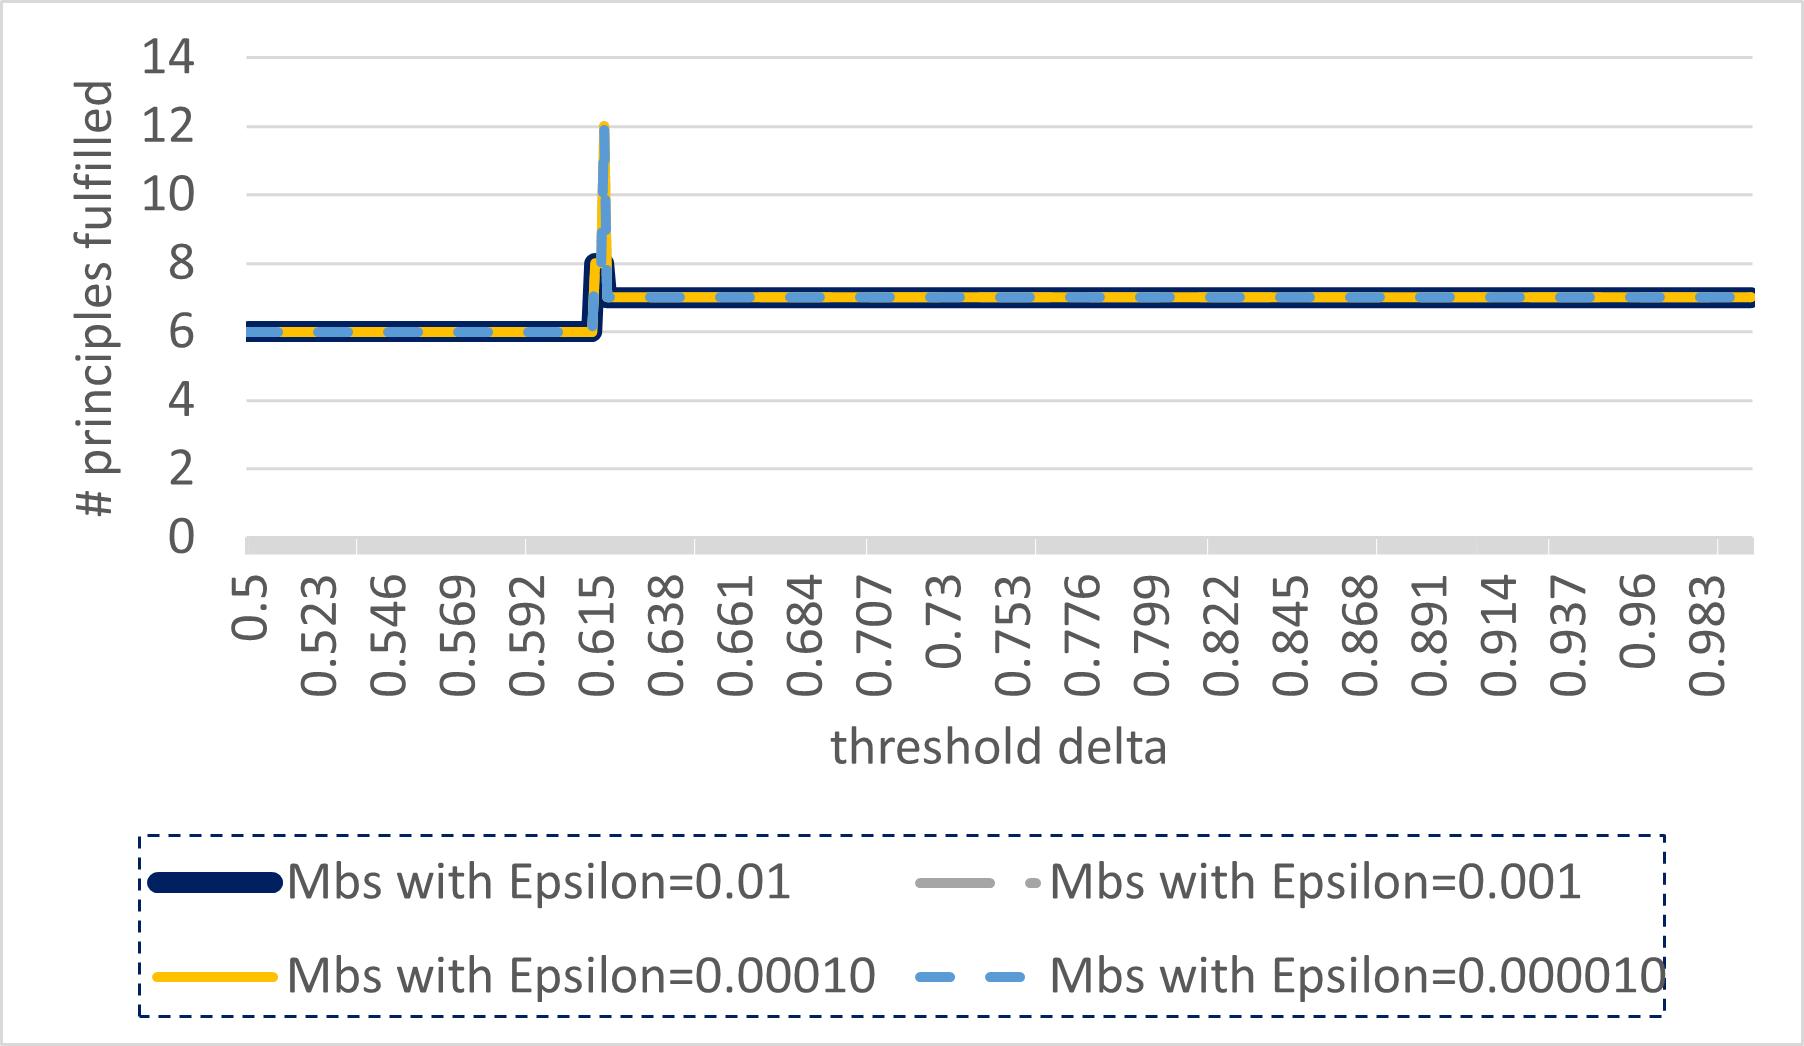 # principles fulfilled
14
12
10
8
6
4
2
0
0.5 0.523 0.546 0.569 0.592 0.615 0.638 0.661 0.684 0.707 0.73 0.753 0.776 0.799 0.822 0.845 0.868 0.891 0.914 0.937 0.96 0.983
threshold delta
Mbs with Epsilon=0.01 Mbs with Epsilon=0.001
Mbs with Epsilon=0.00010 Mbs with Epsilon=0.000010